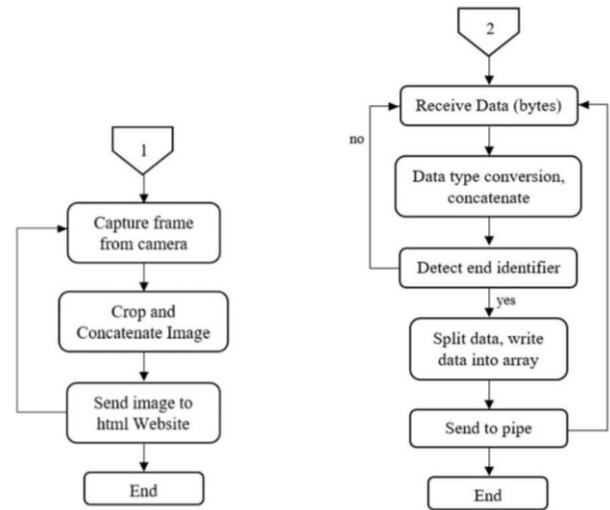 1
Capture frame
from camera
Crop and
Concatenate Image
Send image to
html Website
End
2
Receive Data (bytes)
no
Data type conversion,
concatenate
Detect end identifier
yes
Split data, write
data into array
Send to pipe
End